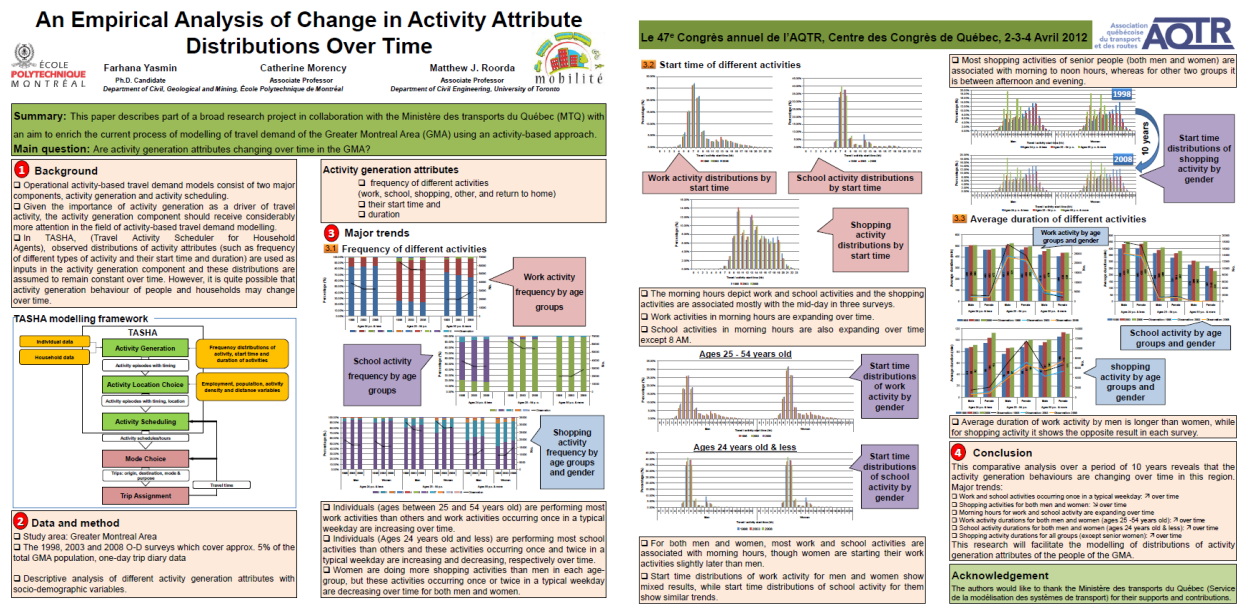 An Empirical Analysis of Change in Activity Attribute
Distributions Over Time
ÉCOLE
POLYTECHNIQUE
MONTRÉAL
Farhana Yasmin
Ph.D. Candidate
Catherine Morency
Associate Professor
Department of Civil, Geological and Mining, École Polytechnique de Montréal
Matthew J. Roorda
Associate Professor
Department of Civil Engineering, University of Toronto
mobilité
Summary: This paper describes part of a broad research project in collaboration with the Ministère des transports du Québec (MTQ) with
an aim to enrich the current process of modelling of travel demand of the Greater Montreal Area (GMA) using an activity-based approach.
Main question: Are activity generation attributes changing over time in the GMA?
1 Background
❑ Operational activity-based travel demand models consist of two major
components, activity generation and activity scheduling.
❑ Given the importance of activity generation as a driver of travel
activity, the activity generation component should receive considerably
more attention in the field of activity-based travel demand modelling.
❑ In TASHA, (Travel Activity Scheduler for Household
Agents), observed distributions of activity attributes (such as frequency
of different types of activity and their start time and duration) are used as
inputs in the activity generation component and these distributions are
assumed to remain constant over time. However, it is quite possible that
activity generation behaviour of people and households may change
over time.
TASHA modelling framework
TASHA
Individual data
Household data
Activity Generation
Activity episodes with timing
Frequency distributions of
activity, start time and
duration of activities
Activity Location Choice
Activity episodes with timing, location
Employment, population, activity
density and distance variables
Activity Scheduling
Activity schedules/hours
Mode Choice
Trips: origin, destination, mode &
purpose
Travel time
Trip Assignment
2 Data and method
❑ Study area: Greater Montreal Area
❑ The 1998, 2003 and 2008 O-D surveys which cover approx. 5% of the
total GMA population, one-day trip diary data
❑ Descriptive analysis of different activity generation attributes with
socio-demographic variables.
Activity generation attributes
❑ frequency of different activities
(work, school, shopping, other, and return to home)
❑ their start time and
❑ duration
3 Major trends
3.1 Frequency of different activities
Work activity
frequency by age
groups
School activity
frequency by age
groups
Shopping
activity
frequency by
age groups
and gender
❑ Individuals (ages between 25 and 54 years old) are performing most
work activities than others and work activities occurring once in a typical
weekday are increasing over time.
❑ Individuals (Ages 24 years old and less) are performing most school
activities than others and these activities occurring once and twice in a
typical weekday are increasing and decreasing, respectively over time.
❑ Women are doing more shopping activities than men in each age-
group, but these activities occurring once or twice in a typical weekday
are decreasing over time for both men and women.
Le 47e Congrès annuel de l'AQTR, Centre des Congrès de Québec, 2-3-4 Avril 2012
Association
québécoise
du transport
et des routes
AQTR
3.2 Start time of different activities
Work activity distributions by
start time
School activity distributions
by start time
Shopping
activity
distributions by
start time
❑ The morning hours depict work and school activities and the shopping
activities are associated mostly with the mid-day in three surveys.
❑ Work activities in morning hours are expanding over time.
❑ School activities in morning hours are also expanding over time
except 8 AM.
Ages 25 - 54 years old
Start time
distributions
of work
activity by
gender
Ages 24 years old & less
Start time
distributions
of school
activity by
gender
❑ For both men and women, most work and school activities are
associated with morning hours, though women are starting their work
activities slightly later than men.
❑ Start time distributions of work activity for men and women show
mixed results, while start time distributions of school activity for them
show similar trends.
❑ Most shopping activities of senior people (both men and women) are
associated with morning to noon hours, whereas for other two groups it
is between afternoon and evening.
1998
10 years
2008
Start time
distributions of
shopping
activity by
gender
3.3 Average duration of different activities
Work activity by age
groups and gender
School activity by age
groups and gender
shopping
activity by age
groups and
gender
❑ Average duration of work activity by men is longer than women, while
for shopping activity it shows the opposite result in each survey.
4 Conclusion
This comparative analysis over a period of 10 years reveals that the
activity generation behaviours are changing over time in this region.
Major trends:
❑ Work and school activities occurring once in a typical weekday: ↗ over time
❑ Shopping activities for both men and women: ↘ over time
❑ Morning hours for work and school activity are expanding over time
❑ Work activity durations for both men and women (ages 25 -54 years old): ↗ over time
❑ School activity durations for both men and women (ages 24 years old & less): ↗ over time
❑ Shopping activity durations for all groups (except senior women): ↗ over time
This research will facilitate the modelling of distributions of activity
generation attributes of the people of the GMA.
Acknowledgement
The authors would like to thank the Ministère des transports du Québec (Service
de la modélisation des systèmes de transport) for their supports and contributions.